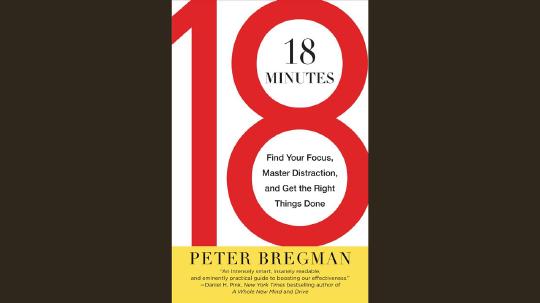 18
18
MINUTES
Find Your Focus,
Master Distraction,
and Get the Right
Things Done
PETER BREGMAN
"An intensely smart, insanely readable,
and eminently practical guide to boosting our effectiveness."
—Daniel H. Pink, New York Times bestselling author of
A Whole New Mind and Drive